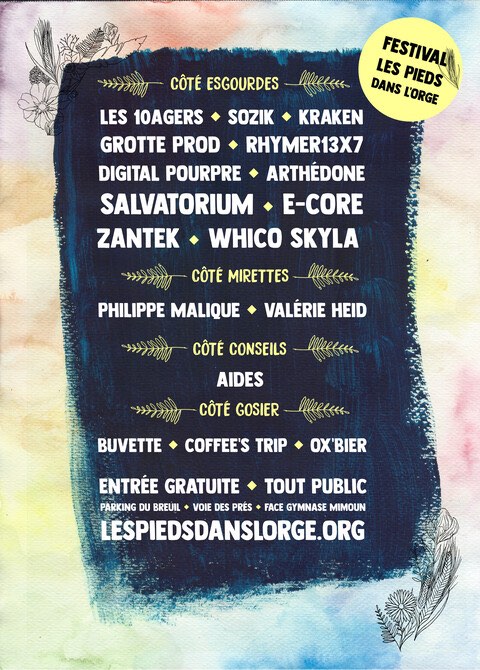 FESTIVAL
LES PIEDS
DANS L'ORGE
CÔTÉ ESGOURDES
LES 10AGERS ◆ SOZIK ◆ KRAKEN
GROTTE PROD ◆ RHYMER13X7
DIGITAL POURPRE ◆ ARTHÉDONE
SALVATORIUM ◆ E-CORE
ZANTEK ◆ WHICO SKYLA
CÔTÉ MIRETTES
PHILIPPE MALIQUE ◆ VALÉRIE HEID
CÔTÉ CONSEILS
AIDES
CÔTÉ GOSIER
BUVETTE ◆ COFFEE'S TRIP ◆ OX'BIER
ENTRÉE GRATUITE ◆ TOUT PUBLIC
PARKING DU BREUIL ◆ VOIE DES PRÉS ◆ FACE GYMNASE MIMOUN
LESPIEDSDANSLORGE.ORG